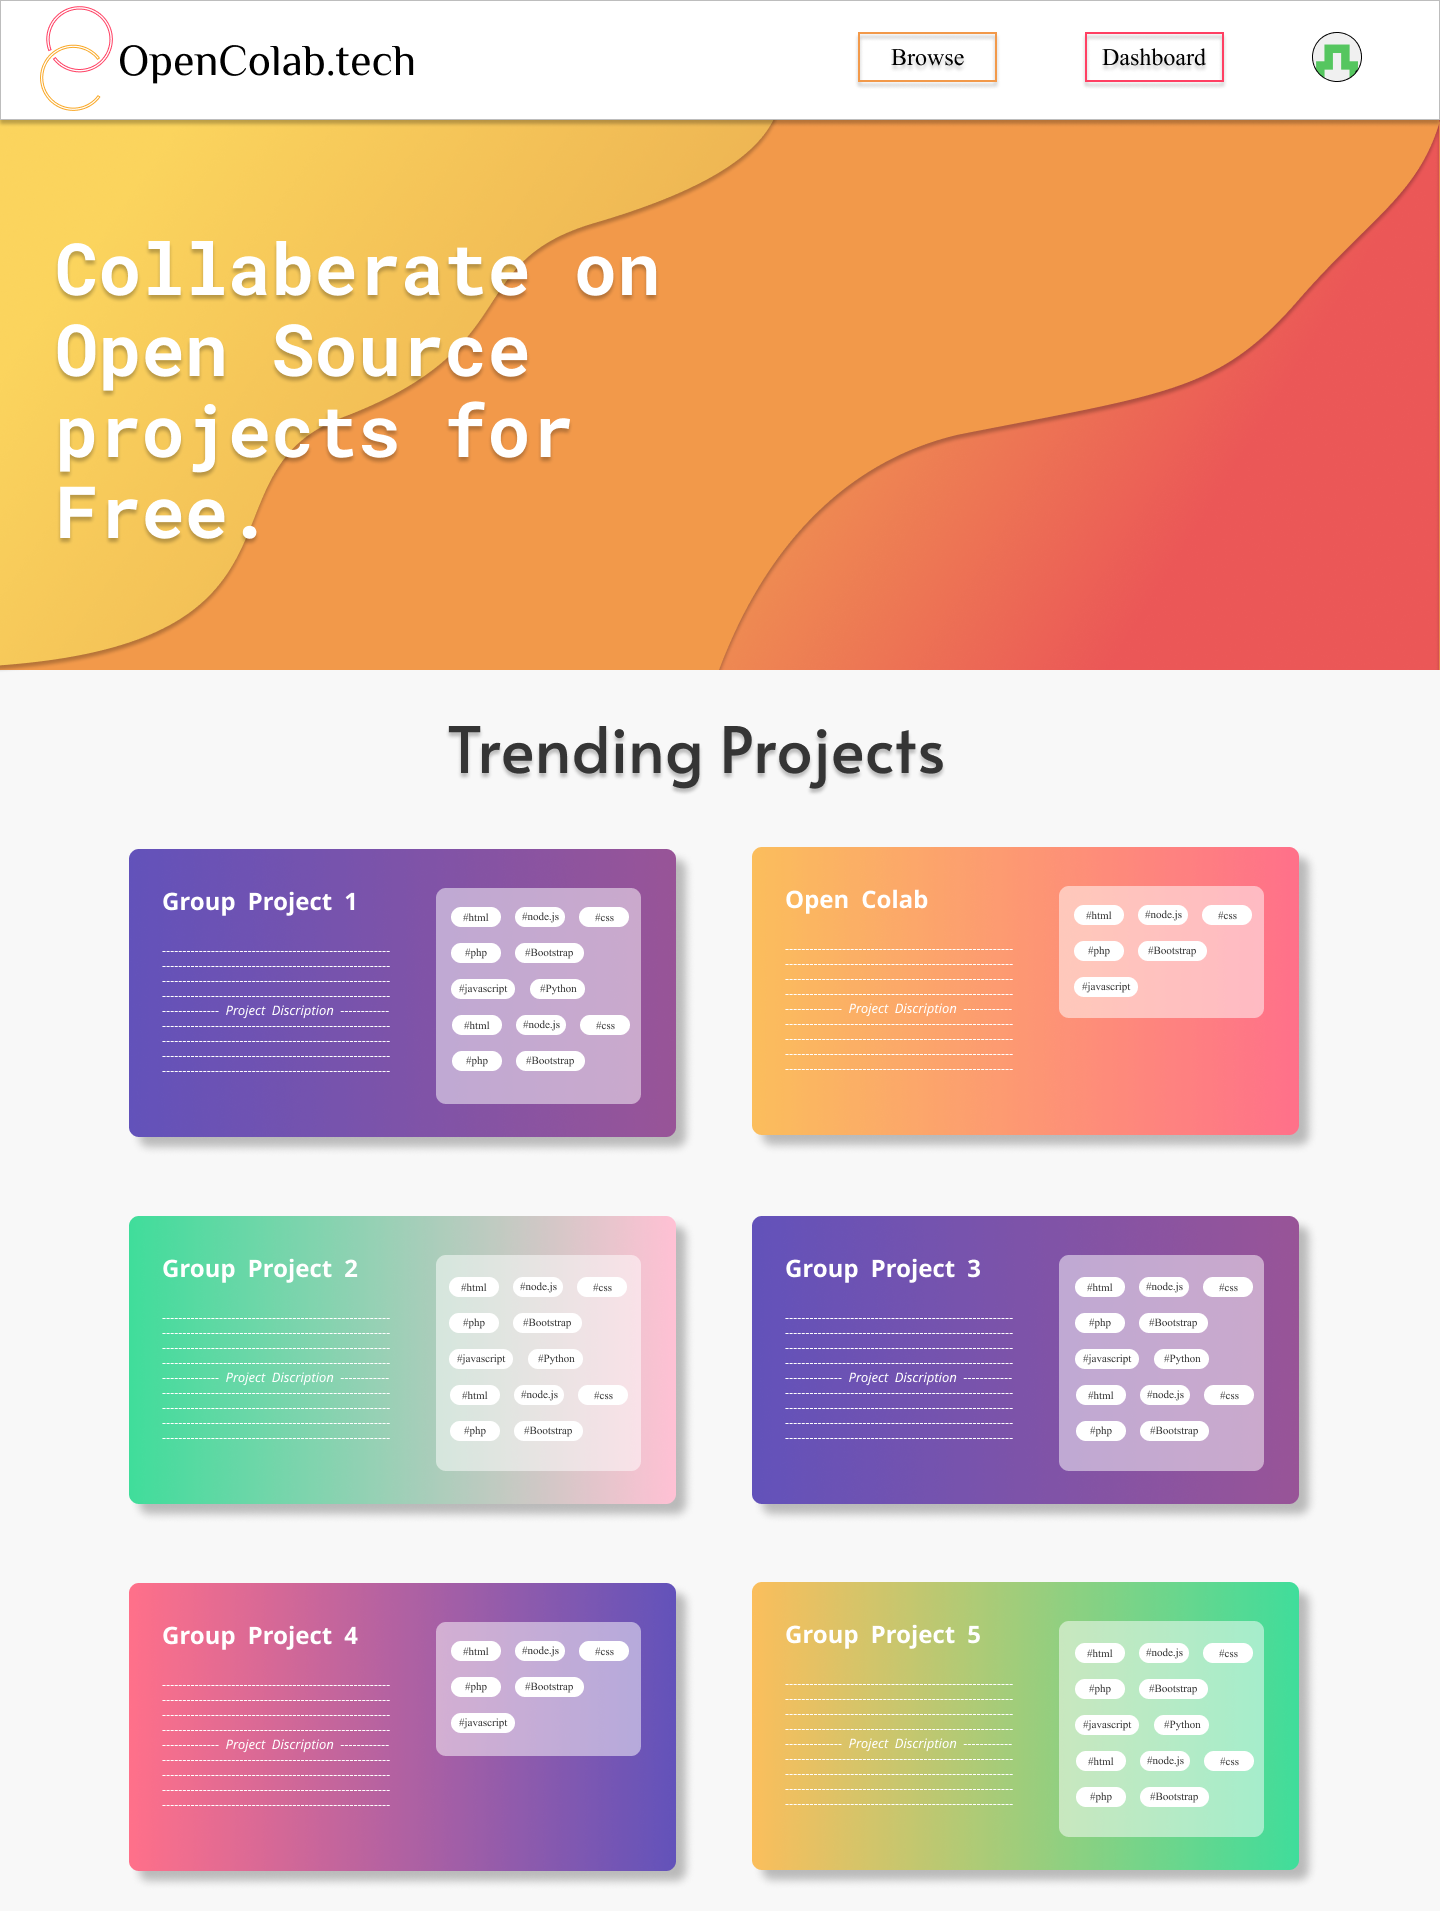 OpenColab.tech
Browse
Dashboard
Collaberate on
Open Source
projects for
Free.
Trending Projects
Group Project 1
Project Discription
#html #node.js #css
#php #Bootstrap
#javascript #Python
#html #node.js #css
#php #Bootstrap
Open Colab
Project Discription
#html #node.js #css
#php #Bootstrap
#javascript
Group Project 2
Project Discription
#html #node.js #css
#php #Bootstrap
#javascript #Python
#html #node.js #css
#php #Bootstrap
Group Project 3
Project Discription
#html #node.js #css
#php #Bootstrap
#javascript #Python
#html #node.js #css
#php #Bootstrap
Group Project 4
Project Discription
#html #node.js #css
#php #Bootstrap
#javascript
Group Project 5
Project Discription
#html #node.js #css
#php #Bootstrap
#javascript #Python
#html #node.js #css
#php #Bootstrap